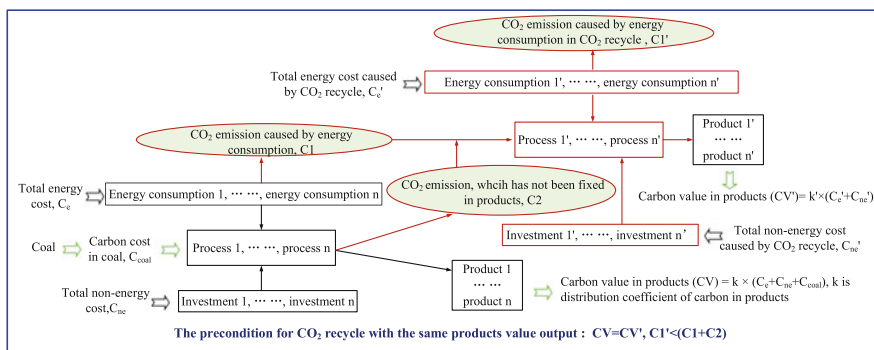 CO2 emission caused by energy
consumption in CO2 recycle , C1'
Total energy cost caused
by CO2 recycle, Ce'
Energy consumption 1', ··· ···, energy consumption n'
CO2 emission caused by energy
consumption, C1
Process 1', ··· ···, process n'
Product 1'
··· ···
product n'
Total energy
cost, Ce
Energy consumption 1, ··· ···, energy consumption n
CO2 emission, whcih has not been fixed
in products, C2
Carbon value in products (CV')= k'×(Ce'+Cne')
Coal
Carbon cost
in coal, Ccoal
Process 1, ··· ···, process n
Investment 1', ··· ···, investment n’
Total non-energy cost
caused by CO2 recycle, Cne'
Total non-energy
cost,Cne
Investment 1, ··· ···, investment n
Product 1
··· ···
product n
Carbon value in products (CV) = k × (Ce+Cne+Ccoal), k is
distribution coefficient of carbon in products
The precondition for CO2 recycle with the same products value output : CV=CV', C1'<(C1+C2)